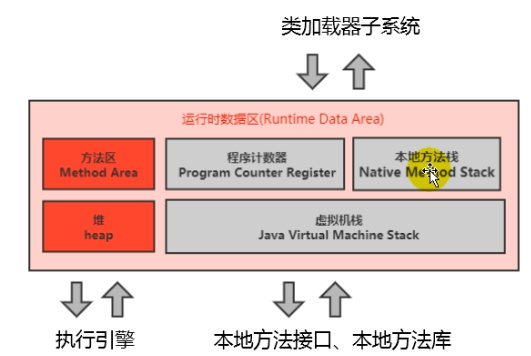 类加载器子系统
运行时数据区(Runtime Data Area)
方法区
Method Area
程序计数器
Program Counter Register
本地方法栈
Native Method Stack
堆
heap
虚拟机栈
Java Virtual Machine Stack
执行引擎
本地方法接口、本地方法库